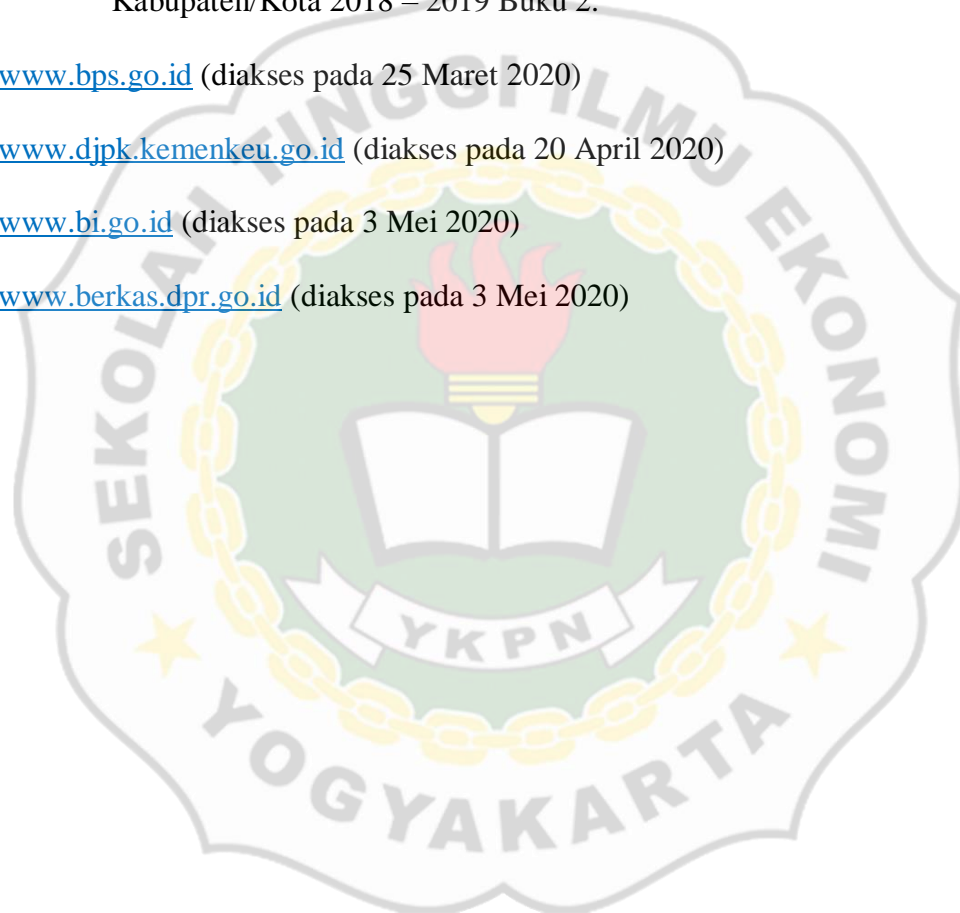 Kabupaten/Kota 2018 – 2019 Buku 2.
www.bps.go.id (diakses pada 25 Maret 2020)
www.djpk.kemenkeu.go.id (diakses pada 20 April 2020)
www.bi.go.id (diakses pada 3 Mei 2020)
www.berkas.dpr.go.id (diakses pada 3 Mei 2020)
SEKOLAH TINGGI ILMU EKONOMI
YKPN
YOGYAKARTA